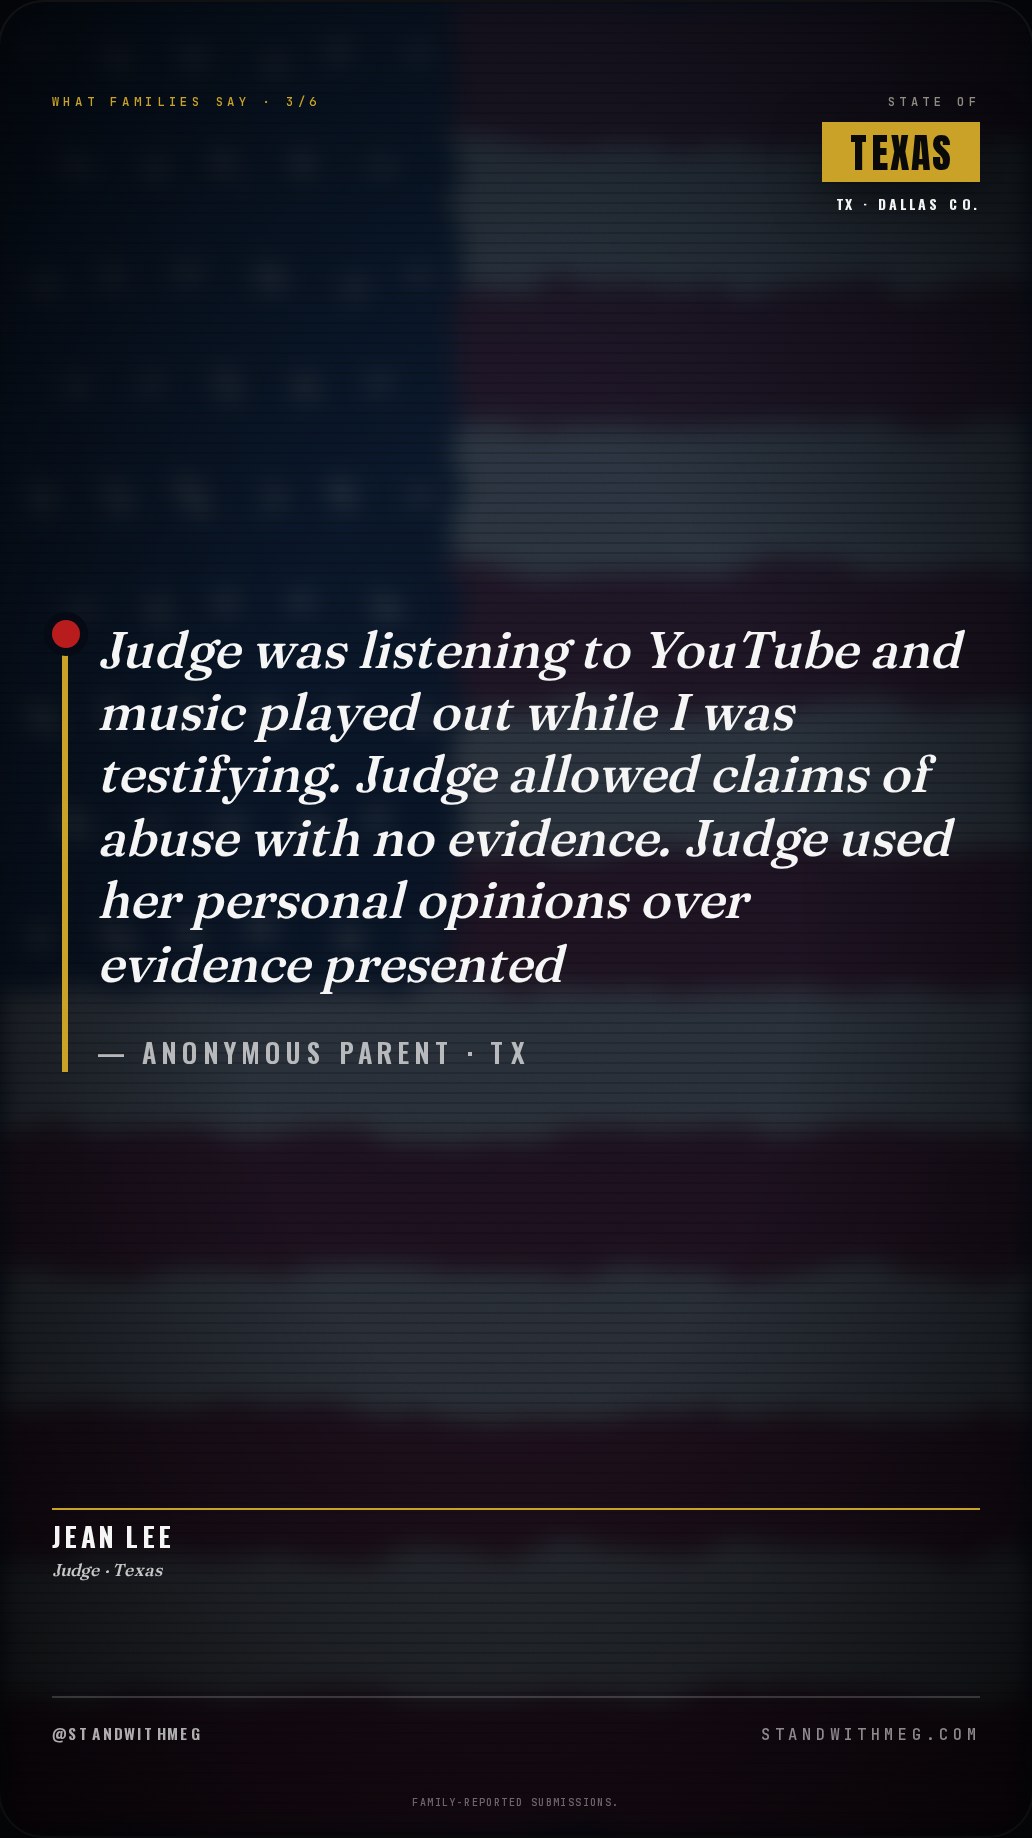 WHAT FAMILIES SAY · 3/6
STATE OF
TEXAS
TX · DALLAS CO.
Judge was listening to YouTube and
music played out while I was
testifying. Judge allowed claims of
abuse with no evidence. Judge used
her personal opinions over
evidence presented
— ANONYMOUS PARENT · TX
JEAN LEE
Judge · Texas
@STANDWITHMEG
STANDWITHMEG.COM
FAMILY-REPORTED SUBMISSIONS.